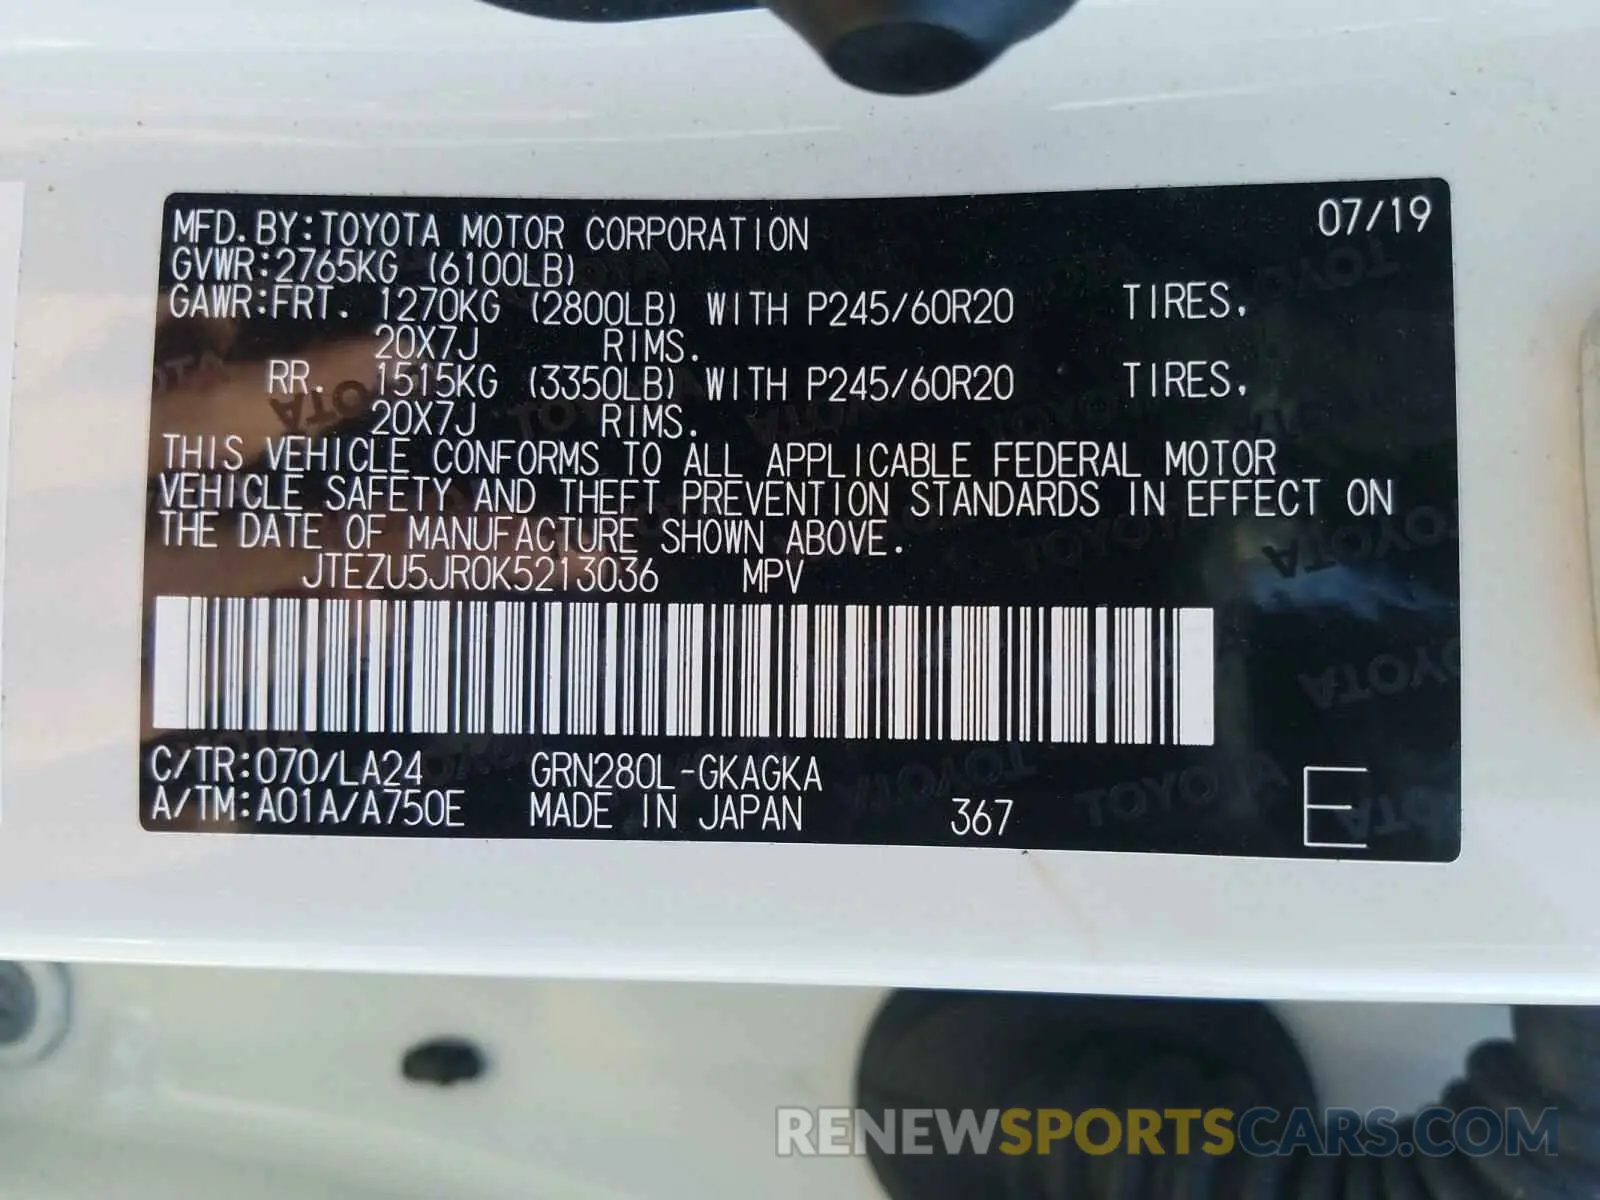 MFD.BY:TOYOTA MOTOR CORPORATION 07/19
GVWR:2765KG (6100LB)
GAWR:FRT. 1270KG (2800LB) WITH P245/60R20 TIRES,
20X7J RIMS.
RR. 1515KG (3350LB) WITH P245/60R20 TIRES,
20X7J RIMS.
THIS VEHICLE CONFORMS TO ALL APPLICABLE FEDERAL MOTOR
VEHICLE SAFETY AND THEFT PREVENTION STANDARDS IN EFFECT ON
THE DATE OF MANUFACTURE SHOWN ABOVE.
JTEZU5JR0K5213036 MPV
C/TR:070/LA24 GRN280L-GKAGKA
A/TM:A01A/A750E MADE IN JAPAN 367 E
RENEWSPORTSCARS.COM